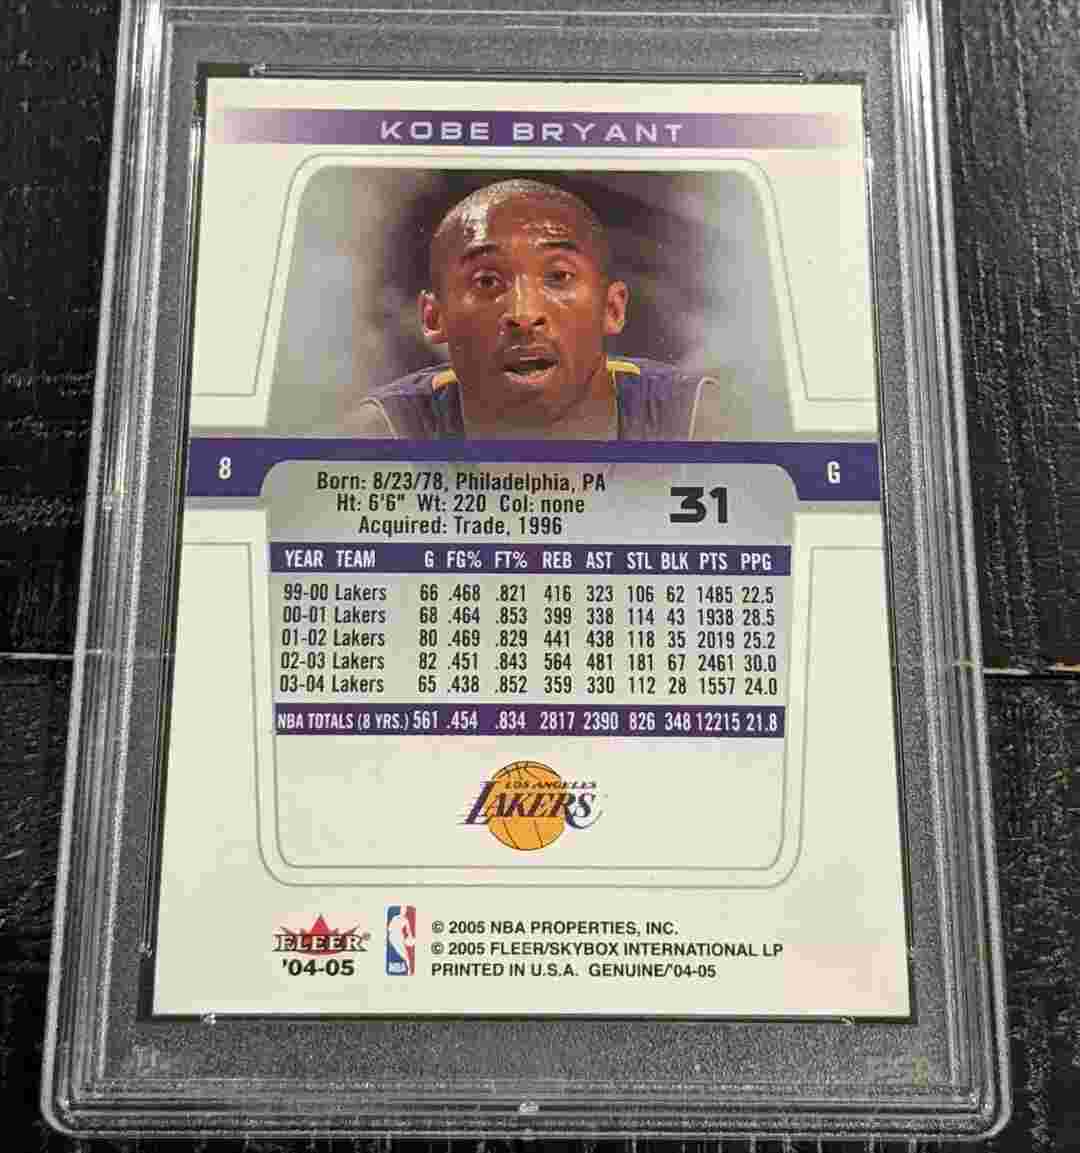 KOBE BRYANT
8
G
Born: 8/23/78, Philadelphia, PA
Ht: 6'6" Wt: 220 Col: none
Acquired: Trade, 1996
31
YEAR TEAM G FG% FT% REB AST STL BLK PTS PPG
99-00 Lakers 66 .468 .821 416 323 106 62 1485 22.5
00-01 Lakers 68 .464 .853 399 338 114 43 1938 28.5
01-02 Lakers 80 .469 .829 441 438 118 35 2019 25.2
02-03 Lakers 82 .451 .843 564 481 181 67 2461 30.0
03-04 Lakers 65 .438 .852 359 330 112 28 1557 24.0
NBA TOTALS (8 YRS.) 561 .454 .834 2817 2390 826 348 12215 21.8
LOS ANGELES
LAKERS
FLEER
'04-05
NBA
© 2005 NBA PROPERTIES, INC.
© 2005 FLEER/SKYBOX INTERNATIONAL LP
PRINTED IN U.S.A. GENUINE/'04-05